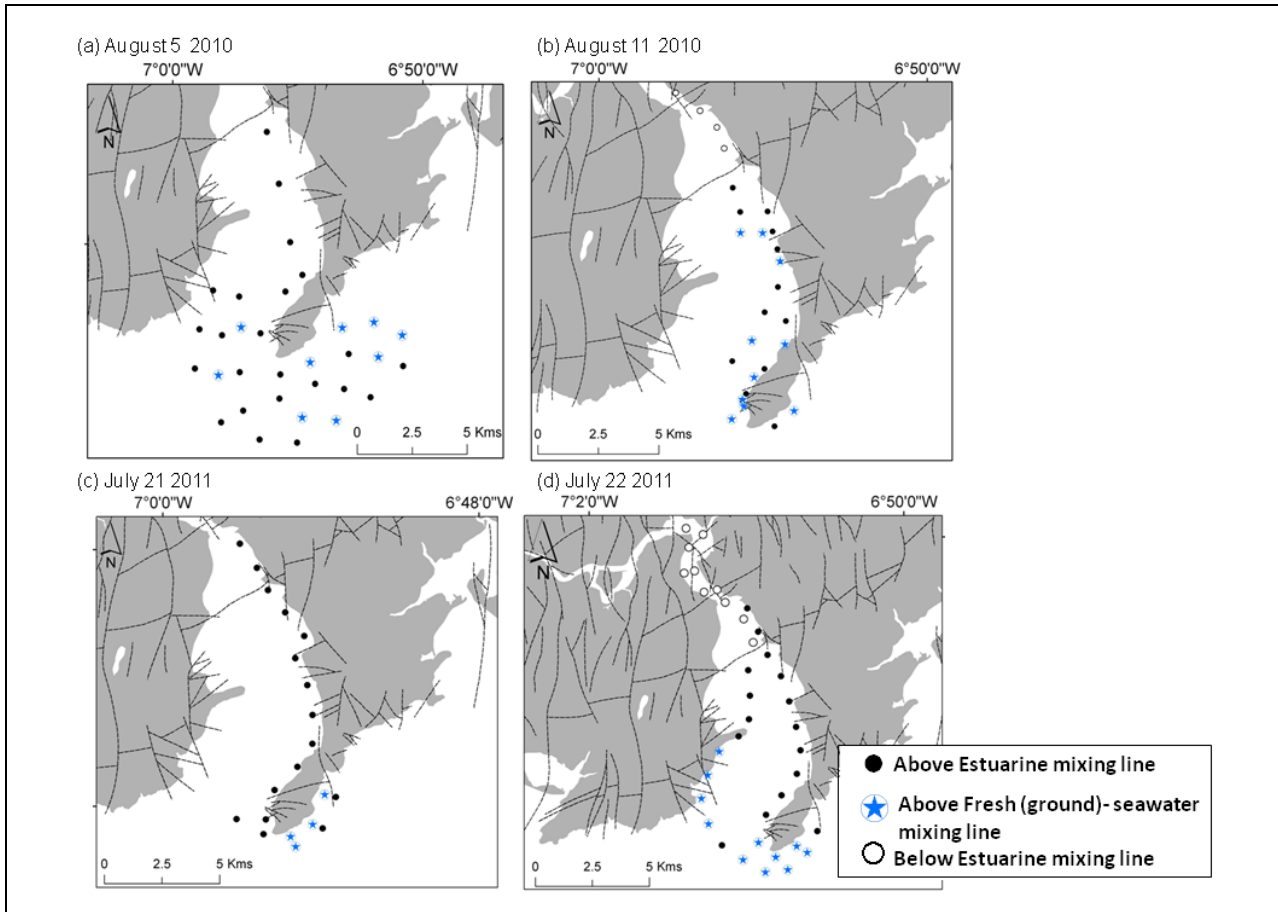 (a) August 5 2010
7°0'0"W 6°50'0"W
N
0 2.5 5 Kms
(b) August 11 2010
7°0'0"W 6°50'0"W
N
0 2.5 5 Kms
(c) July 21 2011
7°0'0"W 6°48'0"W
N
0 2.5 5 Kms
(d) July 22 2011
7°2'0"W 6°50'0"W
N
0 2.5 5 Kms
Above Estuarine mixing line
Above Fresh (ground)- seawater
mixing line
Below Estuarine mixing line